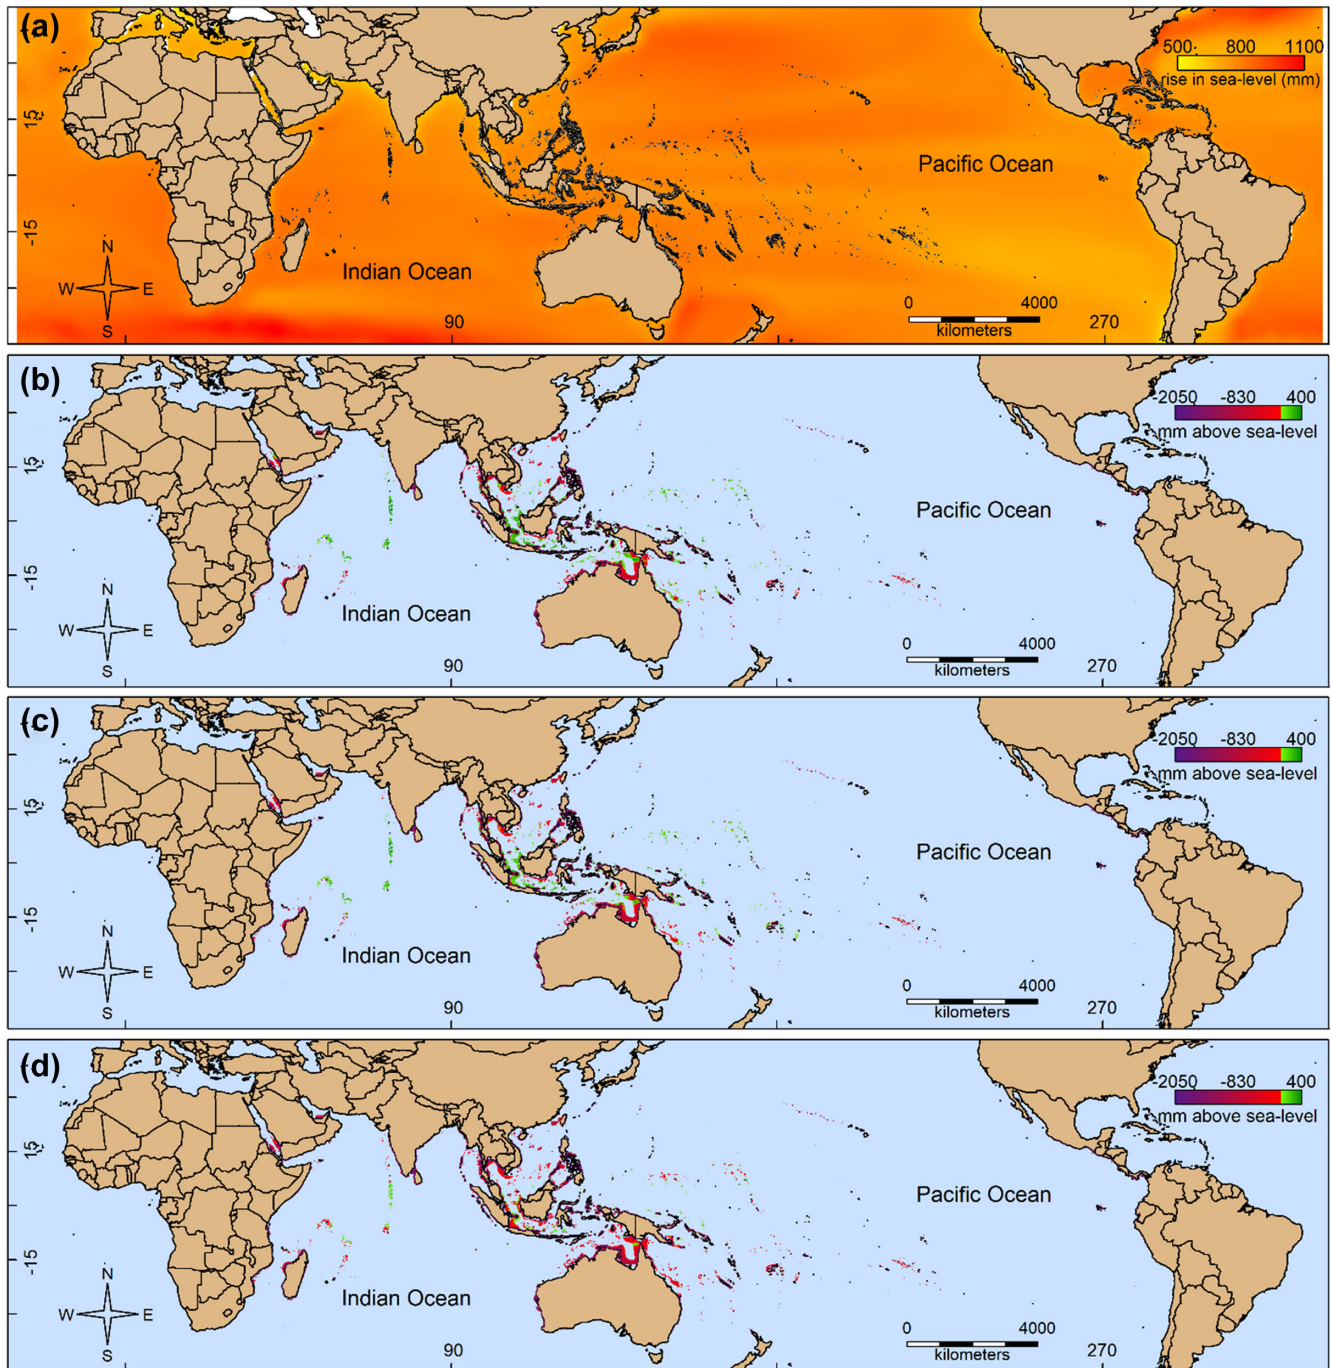 (a)
500 800 1100
rise in sea-level (mm)
15
Pacific Ocean
-15
N
W E
S
Indian Ocean
90
0 4000
kilometers
270
(b)
-2050 -830 400
mm above sea-level
15
Pacific Ocean
-15
N
W E
S
Indian Ocean
90
0 4000
kilometers
270
(c)
-2050 -830 400
mm above sea-level
15
Pacific Ocean
-15
N
W E
S
Indian Ocean
90
0 4000
kilometers
270
(d)
-2050 -830 400
mm above sea-level
15
Pacific Ocean
-15
N
W E
S
Indian Ocean
90
0 4000
kilometers
270